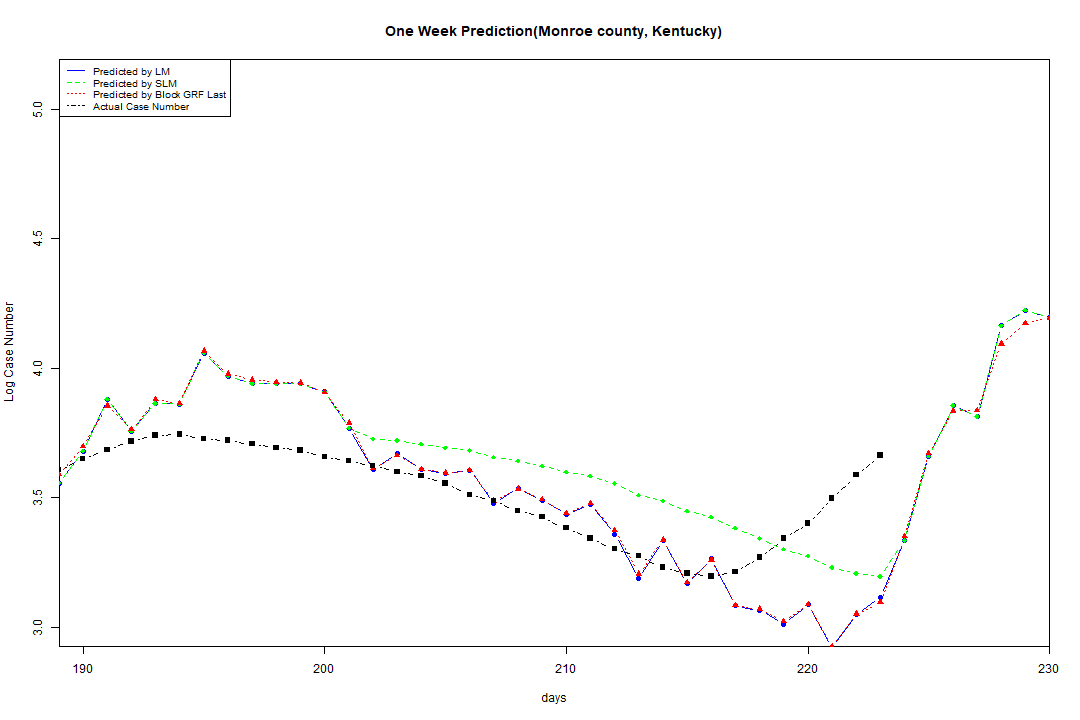 One Week Prediction(Monroe county, Kentucky)
Predicted by LM
Predicted by SLM
Predicted by Block GRF Last
Actual Case Number
5.0
4.5
4.0
3.5
3.0
Log Case Number
190 200 210 220 230
days